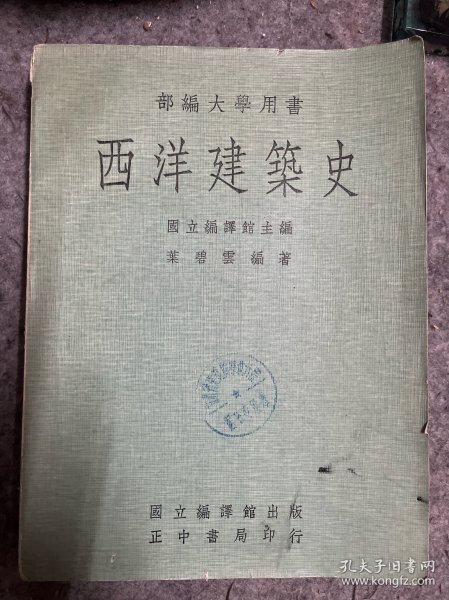 部編大學用書
西洋建築史
國立編譯館主編
葉碧雲編著
國立編譯館出版
正中書局印行
孔夫子旧书网
www.kongfz.com